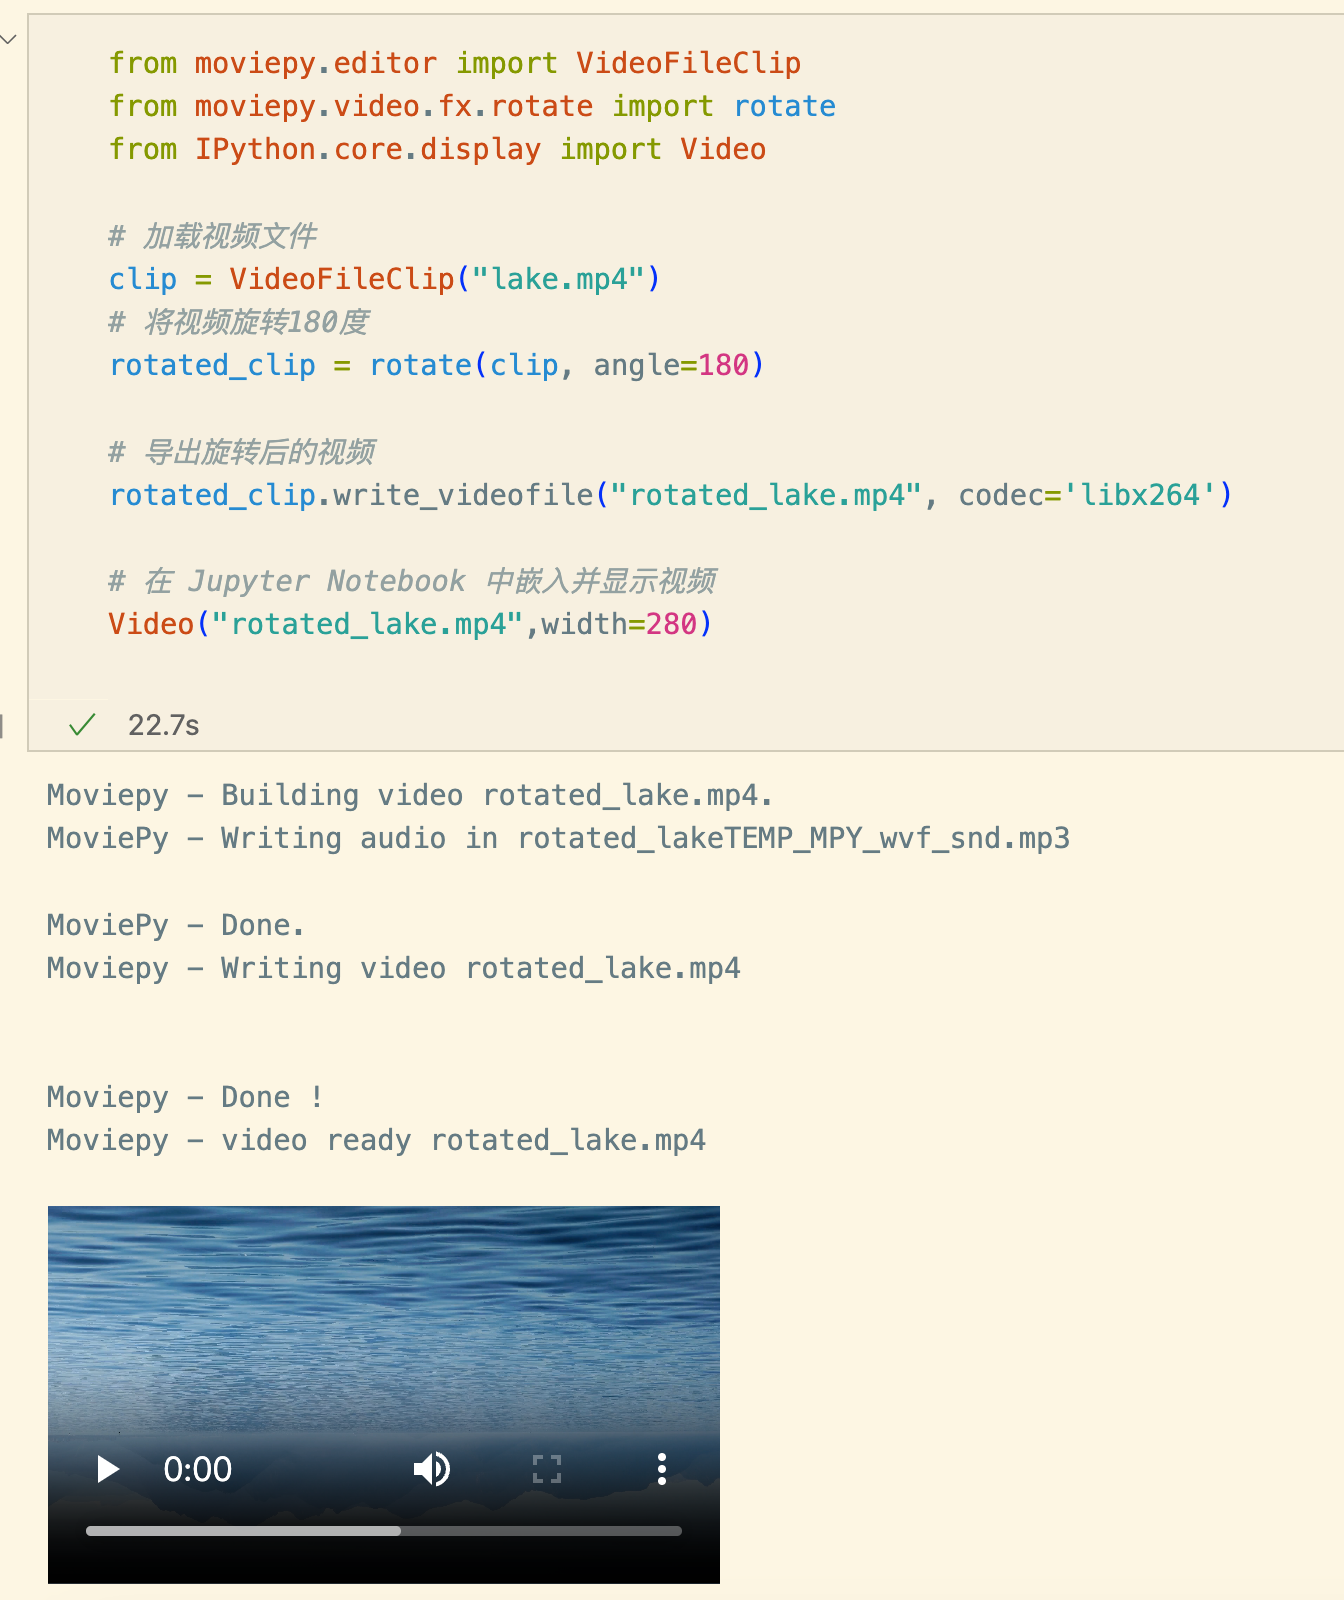 from moviepy.editor import VideoFileClip
from moviepy.video.fx.rotate import rotate
from IPython.core.display import Video
# 加载视频文件
clip = VideoFileClip("lake.mp4")
# 将视频旋转180度
rotated_clip = rotate(clip, angle=180)
# 导出旋转后的视频
rotated_clip.write_videofile("rotated_lake.mp4", codec='libx264')
# 在 Jupyter Notebook 中嵌入并显示视频
Video("rotated_lake.mp4",width=280)
22.7s
Moviepy - Building video rotated_lake.mp4.
MoviePy - Writing audio in rotated_lakeTEMP_MPY_wvf_snd.mp3
MoviePy - Done.
Moviepy - Writing video rotated_lake.mp4
Moviepy - Done !
Moviepy - video ready rotated_lake.mp4
0:00